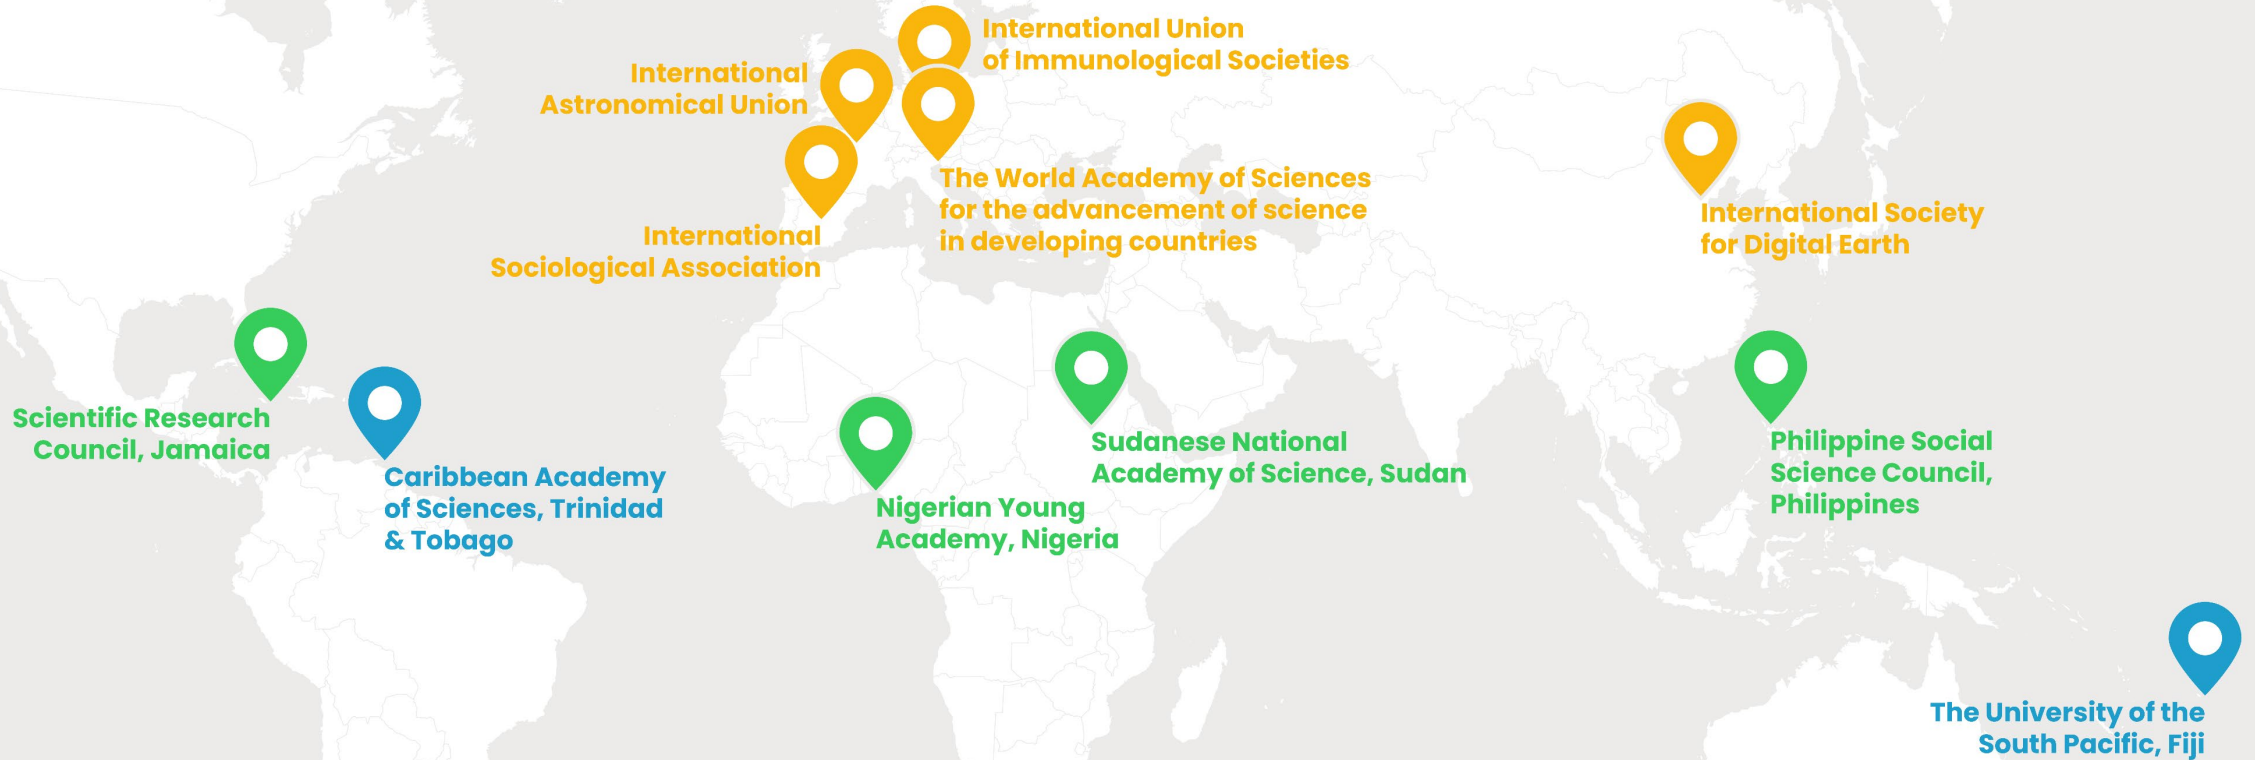 International Union
of Immunological Societies
International
Astronomical Union
The World Academy of Sciences
for the advancement of science
in developing countries
International
Sociological Association
International Society
for Digital Earth
Scientific Research
Council, Jamaica
Caribbean Academy
of Sciences, Trinidad
& Tobago
Sudanese National
Academy of Science, Sudan
Nigerian Young
Academy, Nigeria
Philippine Social
Science Council,
Philippines
The University of the
South Pacific, Fiji